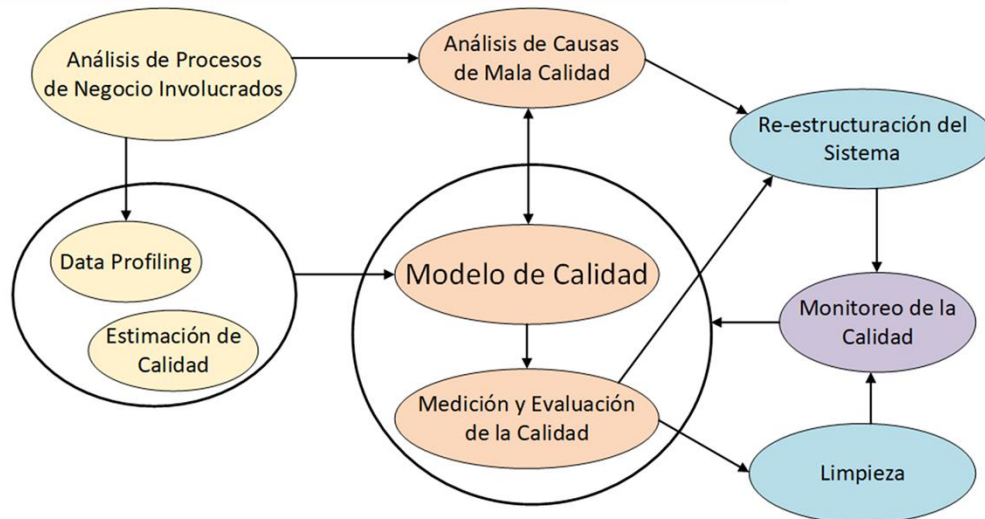 Análisis de Procesos
de Negocio Involucrados
Análisis de Causas
de Mala Calidad
Re-estructuración del
Sistema
Data Profiling
Estimación de
Calidad
Modelo de Calidad
Medición y Evaluación
de la Calidad
Monitoreo de la
Calidad
Limpieza